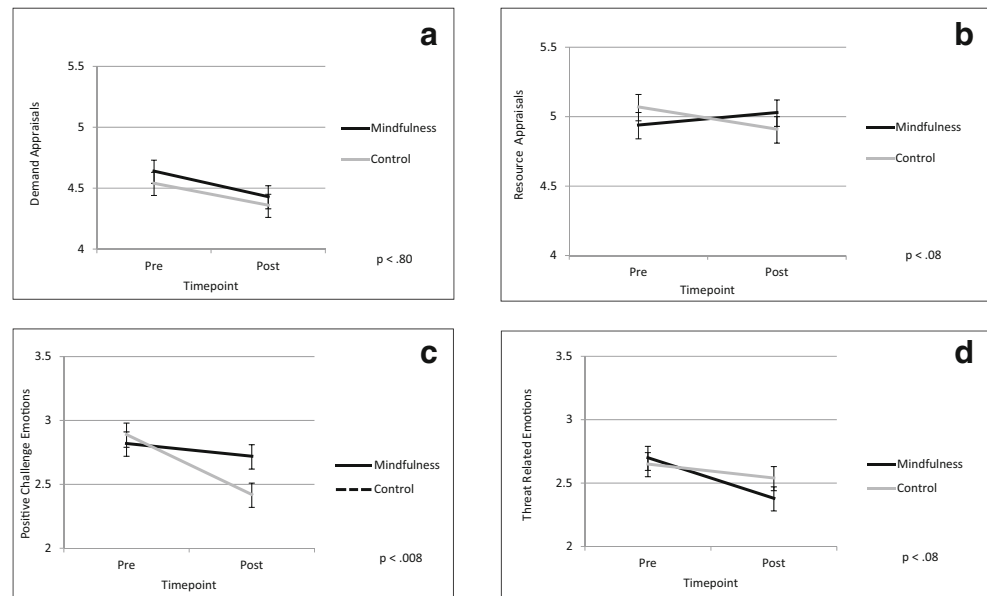 a
5.5
5
4.5
4
Demand Appraisals
Pre
Post
Timepoint
Mindfulness
Control
p < .80
b
5.5
5
4.5
4
Resource Appraisals
Pre
Post
Timepoint
Mindfulness
Control
p < .08
c
3.5
3
2.5
2
Positive Challenge Emotions
Pre
Post
Timepoint
Mindfulness
Control
p < .008
d
3.5
3
2.5
2
Threat Related Emotions
Pre
Post
Timepoint
Mindfulness
Control
p < .08